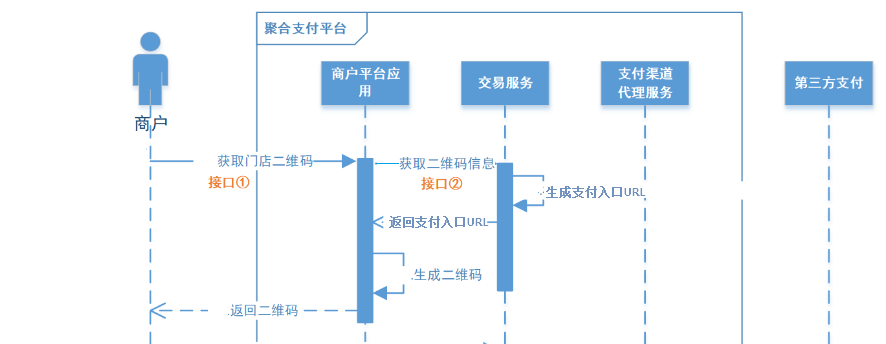 聚合支付平台
商户平台应
用
交易服务
支付渠道
代理服务
第三方支付
商户
获取门店二维码
接口①
获取二维码信息
接口②
生成支付入口URL
返回支付入口URL
生成二维码
返回二维码